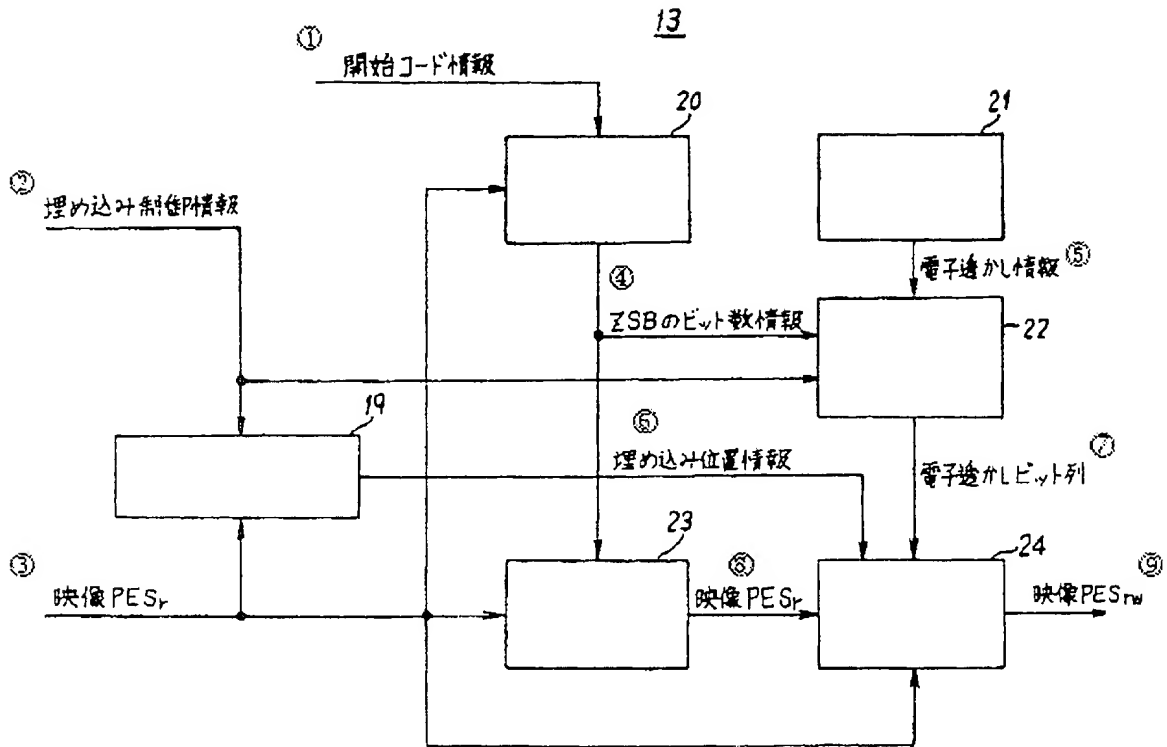 13
①
開始コード情報
20
21
②
埋め込み制御情報
⑤
電子透かし情報
④
ZSBのビット数情報
22
19
⑥
埋め込み位置情報
⑦
電子透かしビット列
③
映像PESr
23
⑧
映像PESr
24
⑨
映像PESrw